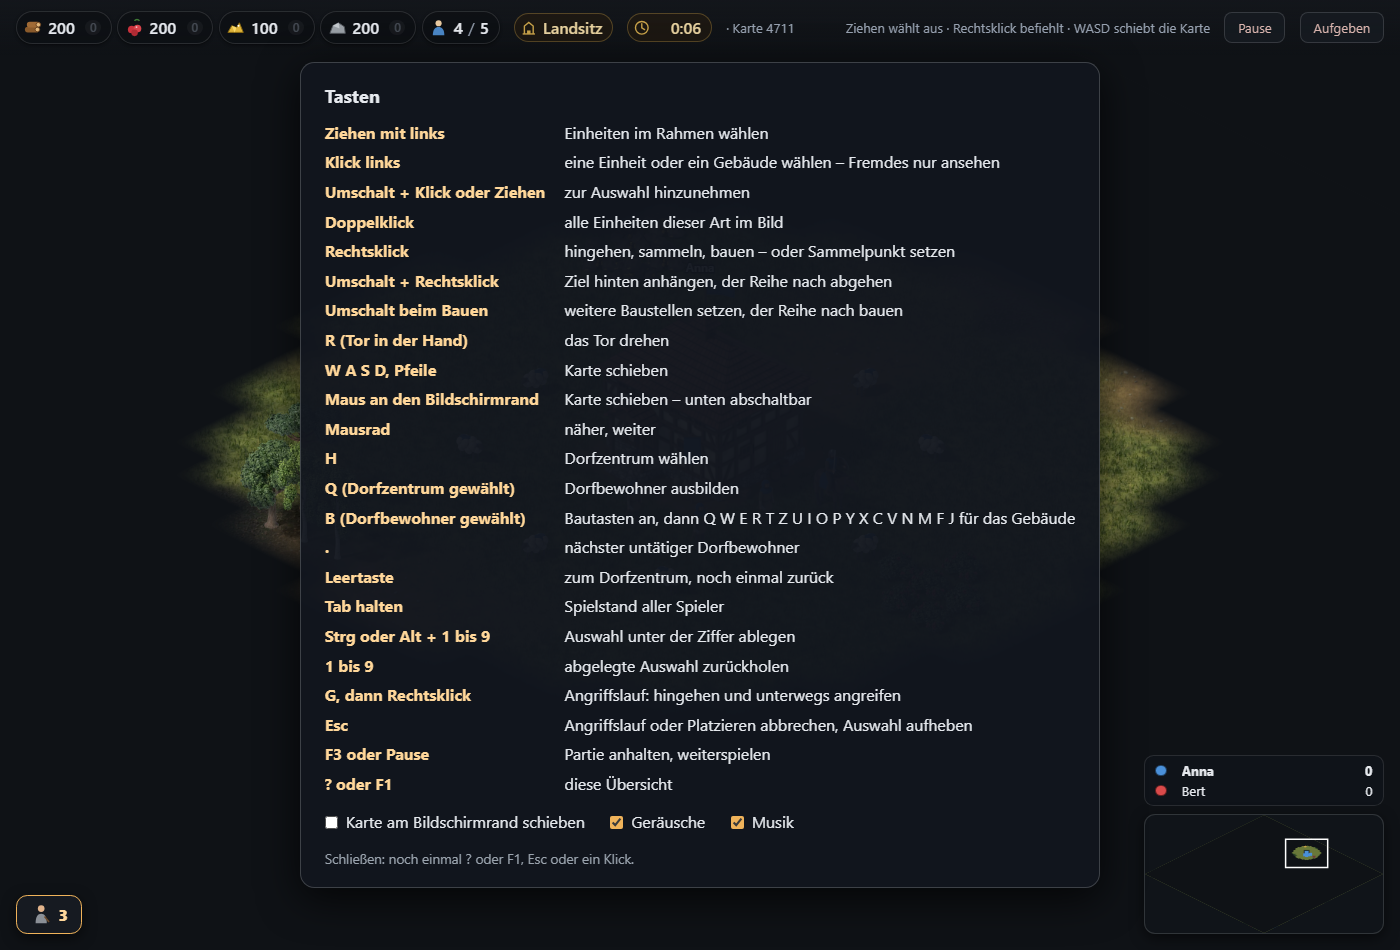 200 0 200 0 100 0 200 0 4 / 5 Landsitz 0:06 · Karte 4711 Ziehen wählt aus · Rechtsklick befiehlt · WASD schiebt die Karte Pause Aufgeben
Tasten
Ziehen mit links Einheiten im Rahmen wählen
Klick links eine Einheit oder ein Gebäude wählen – Fremdes nur ansehen
Umschalt + Klick oder Ziehen zur Auswahl hinzunehmen
Doppelklick alle Einheiten dieser Art im Bild
Rechtsklick hingehen, sammeln, bauen – oder Sammelpunkt setzen
Umschalt + Rechtsklick Ziel hinten anhängen, der Reihe nach abgehen
Umschalt beim Bauen weitere Baustellen setzen, der Reihe nach bauen
R (Tor in der Hand) das Tor drehen
W A S D, Pfeile Karte schieben
Maus an den Bildschirmrand Karte schieben – unten abschaltbar
Mausrad näher, weiter
H Dorfzentrum wählen
Q (Dorfzentrum gewählt) Dorfbewohner ausbilden
B (Dorfbewohner gewählt) Bautasten an, dann Q W E R T Z U I O P Y X C V N M F J für das Gebäude
. nächster untätiger Dorfbewohner
Leertaste zum Dorfzentrum, noch einmal zurück
Tab halten Spielstand aller Spieler
Strg oder Alt + 1 bis 9 Auswahl unter der Ziffer ablegen
1 bis 9 abgelegte Auswahl zurückholen
G, dann Rechtsklick Angriffslauf: hingehen und unterwegs angreifen
Esc Angriffslauf oder Platzieren abbrechen, Auswahl aufheben
F3 oder Pause Partie anhalten, weiterspielen
? oder F1 diese Übersicht
Karte am Bildschirmrand schieben Geräusche Musik
Schließen: noch einmal ? oder F1, Esc oder ein Klick.
Anna 0
Bert 0
3